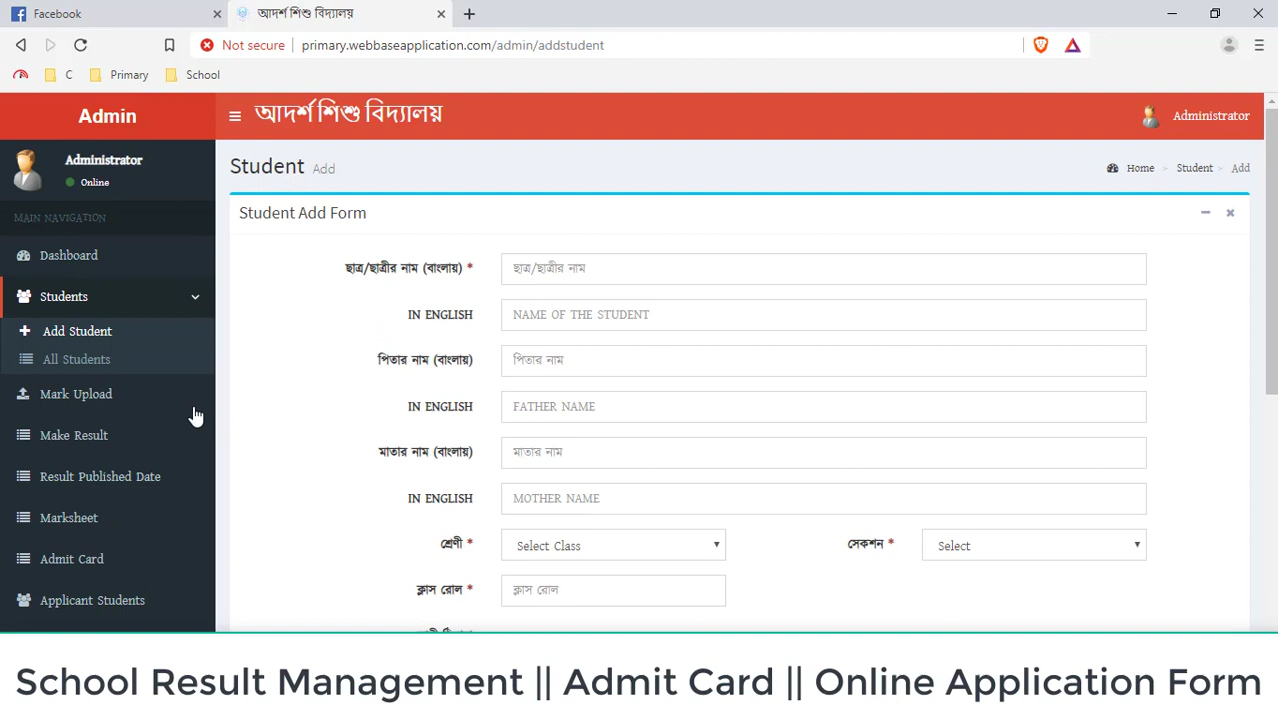 Facebook
আদর্শ শিশু বিদ্যালয়
Not secure primary.webbaseapplication.com/admin/addstudent
C Primary School
Admin
আদর্শ শিশু বিদ্যালয়
Administrator
Administrator
Online
Student Add
Home > Student > Add
MAIN NAVIGATION
Student Add Form
Dashboard
Students
Add Student
All Students
Mark Upload
Make Result
Result Published Date
Marksheet
Admit Card
Applicant Students
ছাত্র/ছাত্রীর নাম (বাংলায়) * ছাত্র/ছাত্রীর নাম
IN ENGLISH NAME OF THE STUDENT
পিতার নাম (বাংলায়) পিতার নাম
IN ENGLISH FATHER NAME
মাতার নাম (বাংলায়) মাতার নাম
IN ENGLISH MOTHER NAME
শ্রেণী * Select Class সেকশন * Select
ক্লাস রোল * ক্লাস রোল
School Result Management || Admit Card || Online Application Form